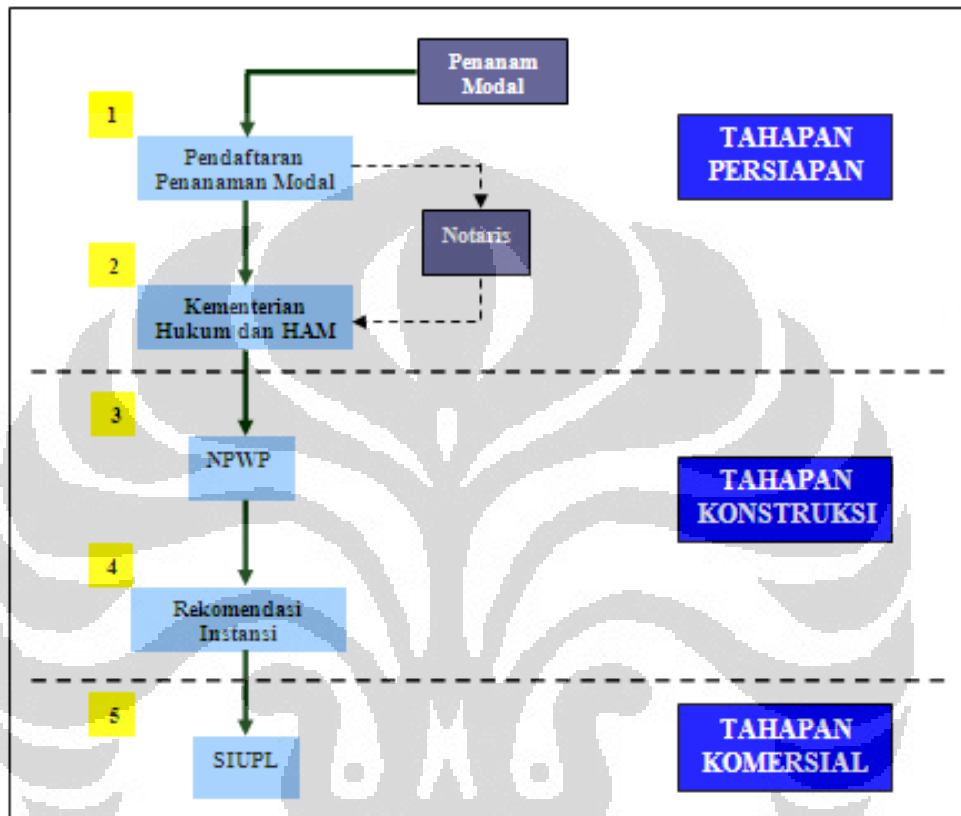 Penanam
Modal
1
Pendaftaran
Penanaman Modal
TAHAPAN
PERSIAPAN
Notaris
2
Kementerian
Hukum dan HAM
3
NPWP
TAHAPAN
KONSTRUKSI
4
Rekomendasi
Instansi
5
SIUPL
TAHAPAN
KOMERSIAL